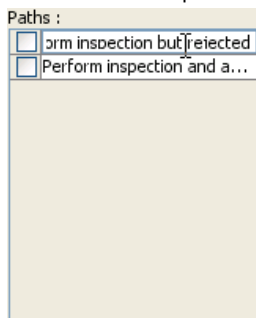 Paths :
orm inspection but rejected
Perform inspection and a...